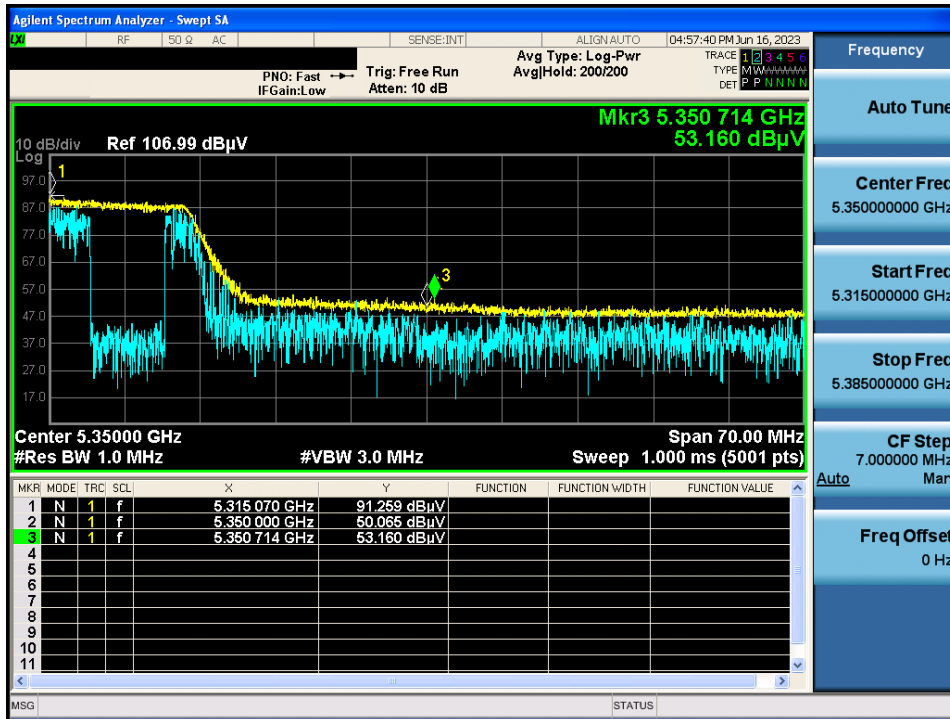 Agilent Spectrum Analyzer - Swept SA
LXI RF 50 Ω AC SENSE:INT ALIGN AUTO 04:57:40 PM Jun 16, 2023
Frequency
PNO: Fast Trig: Free Run Avg Type: Log-Pwr TRACE 1 2 3 4 5 6
IFGain:Low Atten: 10 dB Avg|Hold: 200/200 TYPE M W
DET P P N N N N
Auto Tune
Mkr3 5.350 714 GHz
10 dB/div Ref 106.99 dBµV 53.160 dBµV
Log
97.0
87.0
77.0
67.0
57.0
47.0
37.0
27.0
17.0
1
3
Center Freq
5.350000000 GHz
Start Freq
5.315000000 GHz
Stop Freq
5.385000000 GHz
Center 5.35000 GHz Span 70.00 MHz
#Res BW 1.0 MHz #VBW 3.0 MHz Sweep 1.000 ms (5001 pts)
CF Step
7.000000 MHz
Auto Man
MKR MODE TRC SCL X Y FUNCTION FUNCTION WIDTH FUNCTION VALUE
1 N 1 f 5.315 070 GHz 91.259 dBµV
2 N 1 f 5.350 000 GHz 50.065 dBµV
3 N 1 f 5.350 714 GHz 53.160 dBµV
4
5
6
7
8
9
10
11
Freq Offset
0 Hz
MSG STATUS